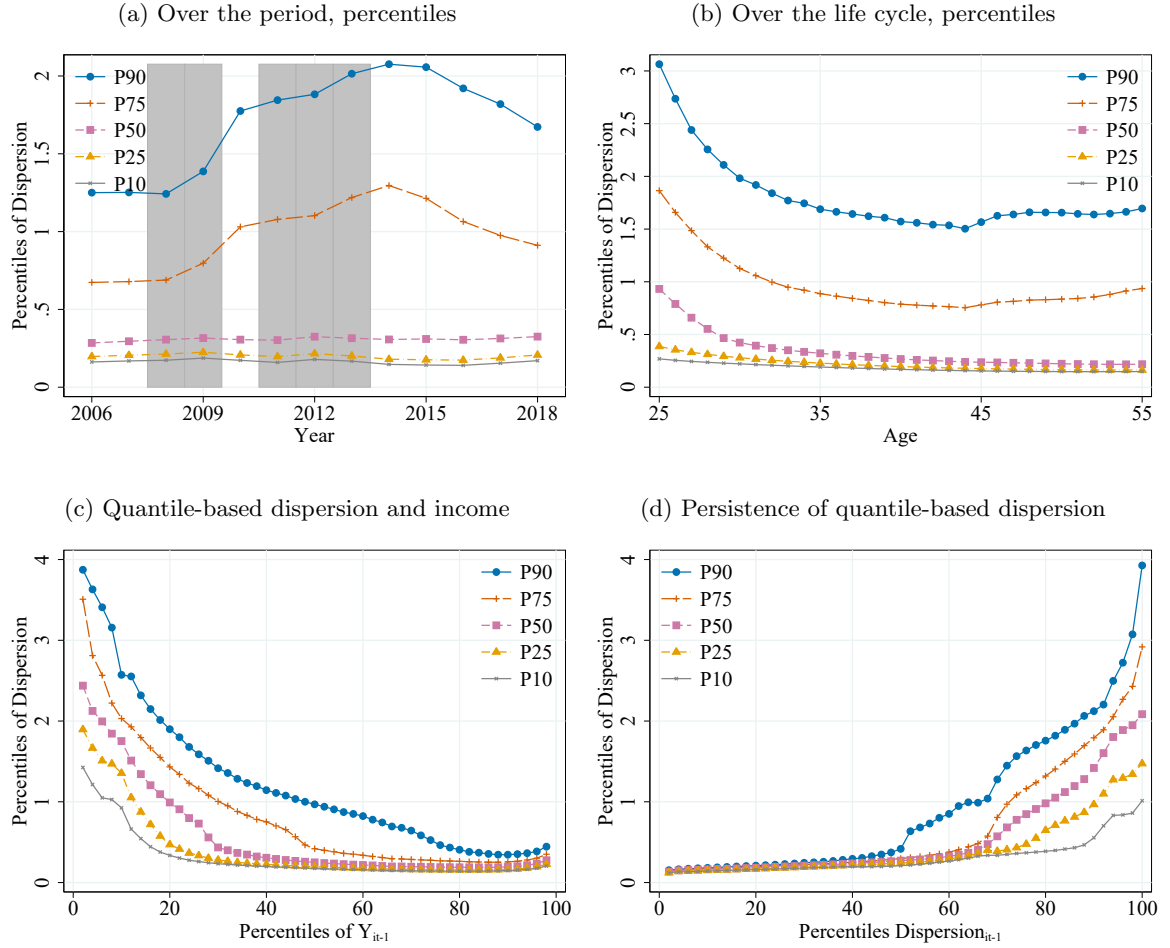 (a) Over the period, percentiles
Percentiles of Dispersion
0
.5
1
1.5
2
2006
2009
2012
2015
2018
Year
P90
P75
P50
P25
P10
(b) Over the life cycle, percentiles
Percentiles of Dispersion
0
.5
1
1.5
2
2.5
3
25
35
45
55
Age
P90
P75
P50
P25
P10
(c) Quantile-based dispersion and income
Percentiles of Dispersion
0
1
2
3
4
0
20
40
60
80
100
Percentiles of Y_{it-1}
P90
P75
P50
P25
P10
(d) Persistence of quantile-based dispersion
Percentiles of Dispersion
0
1
2
3
4
0
20
40
60
80
100
Percentiles Dispersion_{it-1}
P90
P75
P50
P25
P10